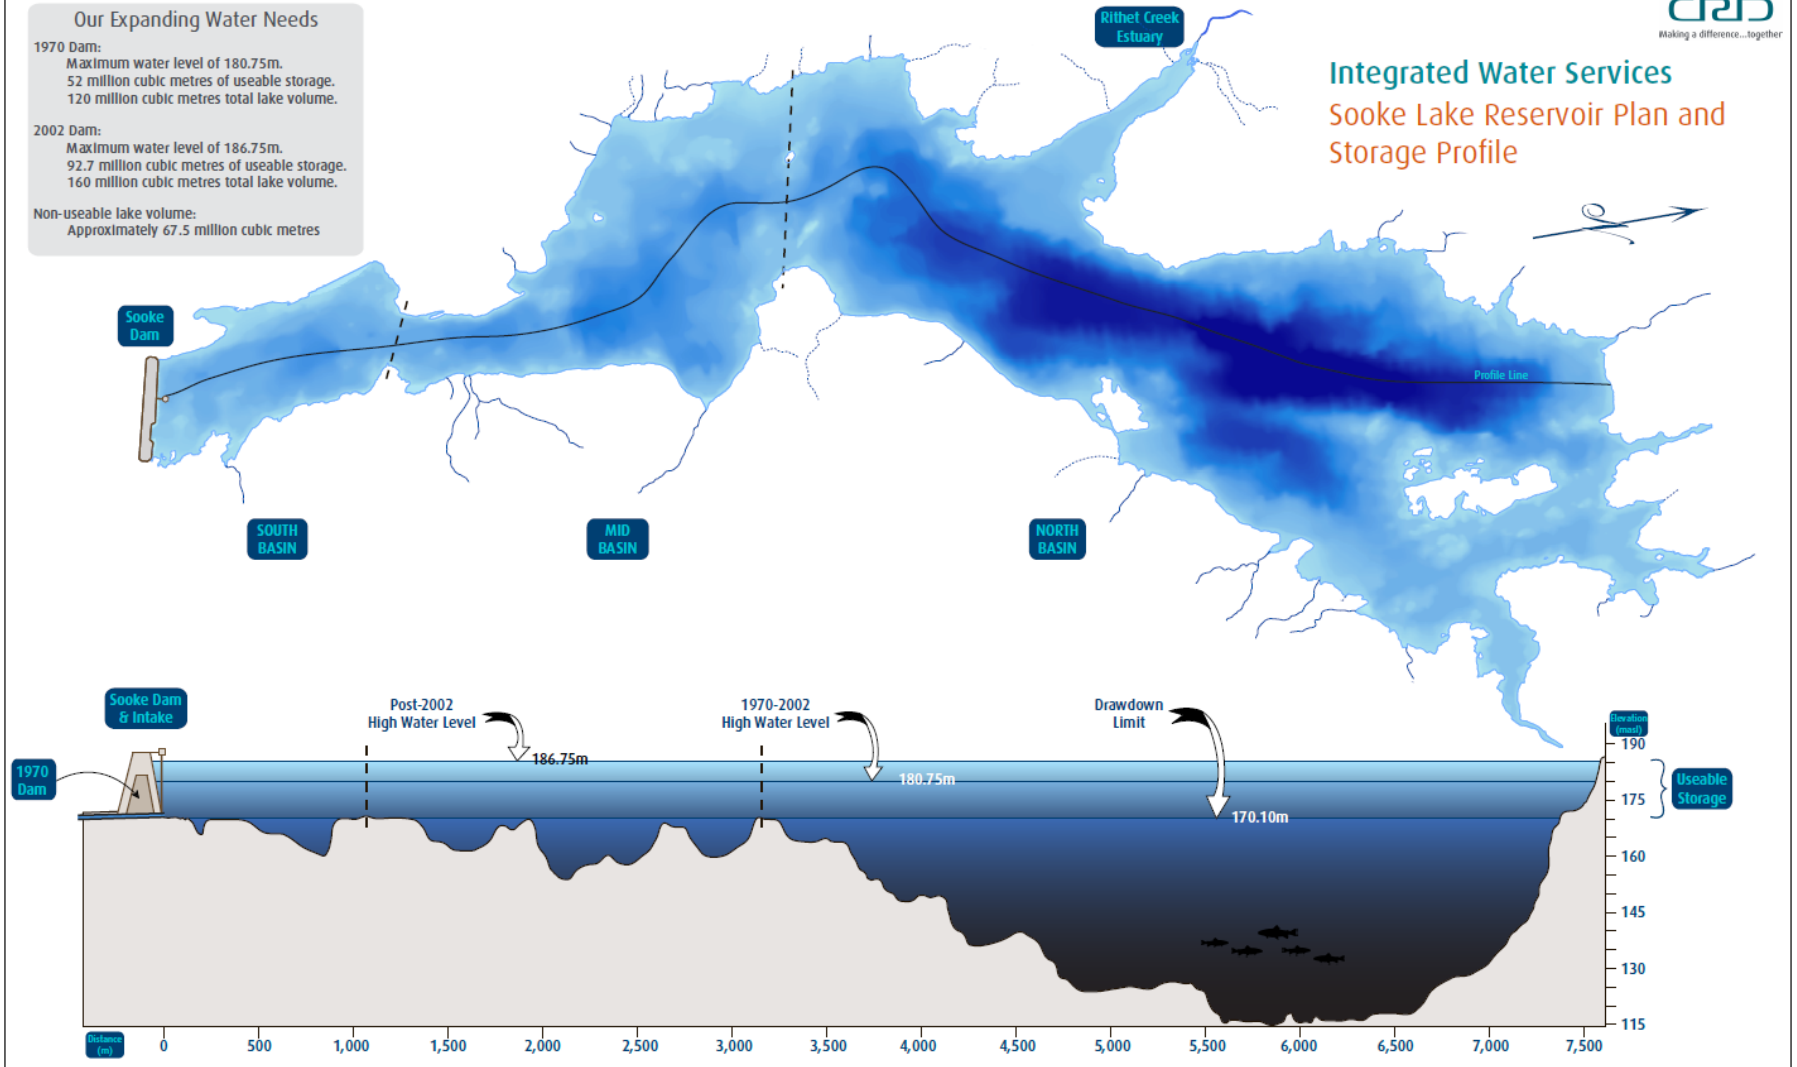 Our Expanding Water Needs
1970 Dam:
Maximum water level of 180.75m.
52 million cubic metres of useable storage.
120 million cubic metres total lake volume.
2002 Dam:
Maximum water level of 186.75m.
92.7 million cubic metres of useable storage.
160 million cubic metres total lake volume.
Non-useable lake volume:
Approximately 67.5 million cubic metres
Rithet Creek
Estuary
Making a difference...together
Integrated Water Services
Sooke Lake Reservoir Plan and
Storage Profile
Sooke
Dam
Profile Line
SOUTH
BASIN
MID
BASIN
NORTH
BASIN
Sooke Dam
& Intake
Post-2002
High Water Level
1970-2002
High Water Level
Drawdown
Limit
Elevation
(masl)
1970
Dam
186.75m
180.75m
170.10m
Useable
Storage
190
175
160
145
130
115
Distance
(m)
0
500
1,000
1,500
2,000
2,500
3,000
3,500
4,000
4,500
5,000
5,500
6,000
6,500
7,000
7,500